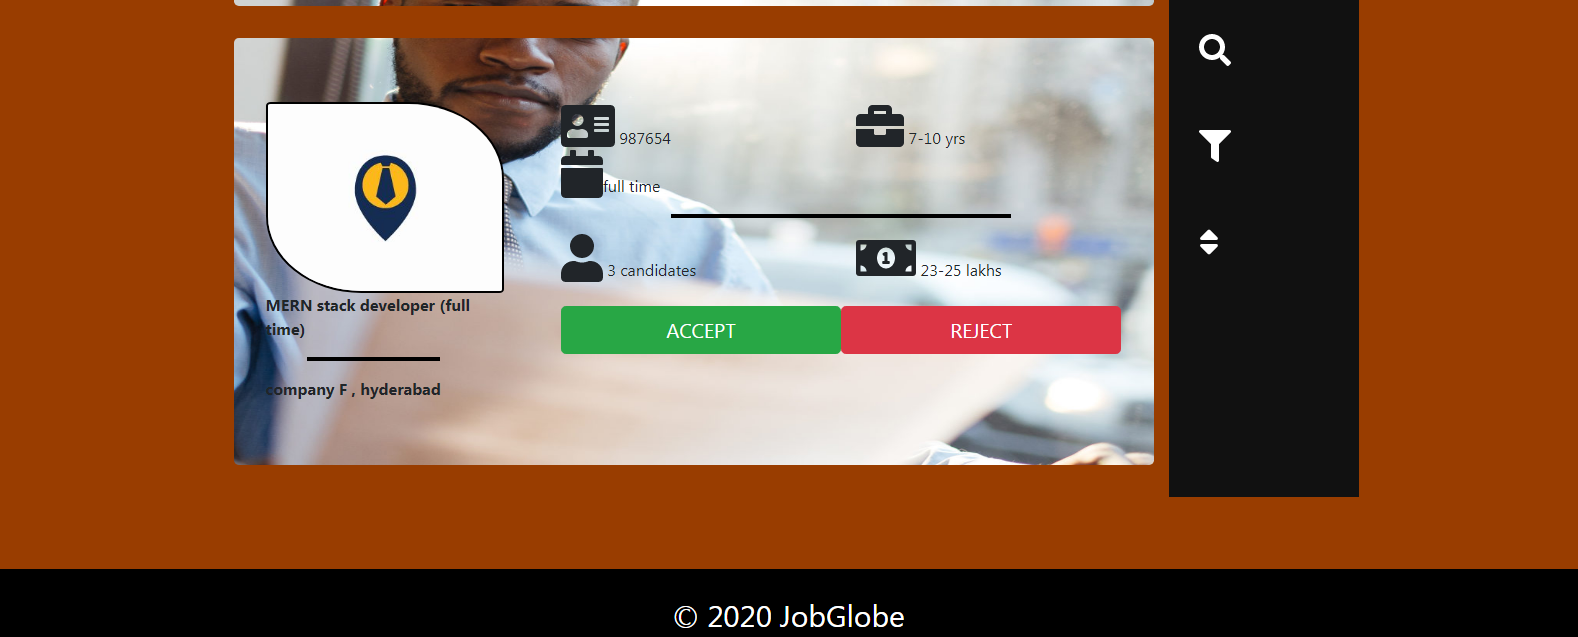 987654
7-10 yrs
full time
3 candidates
1
23-25 lakhs
MERN stack developer (full
time)
company F , hyderabad
ACCEPT
REJECT
© 2020 JobGlobe